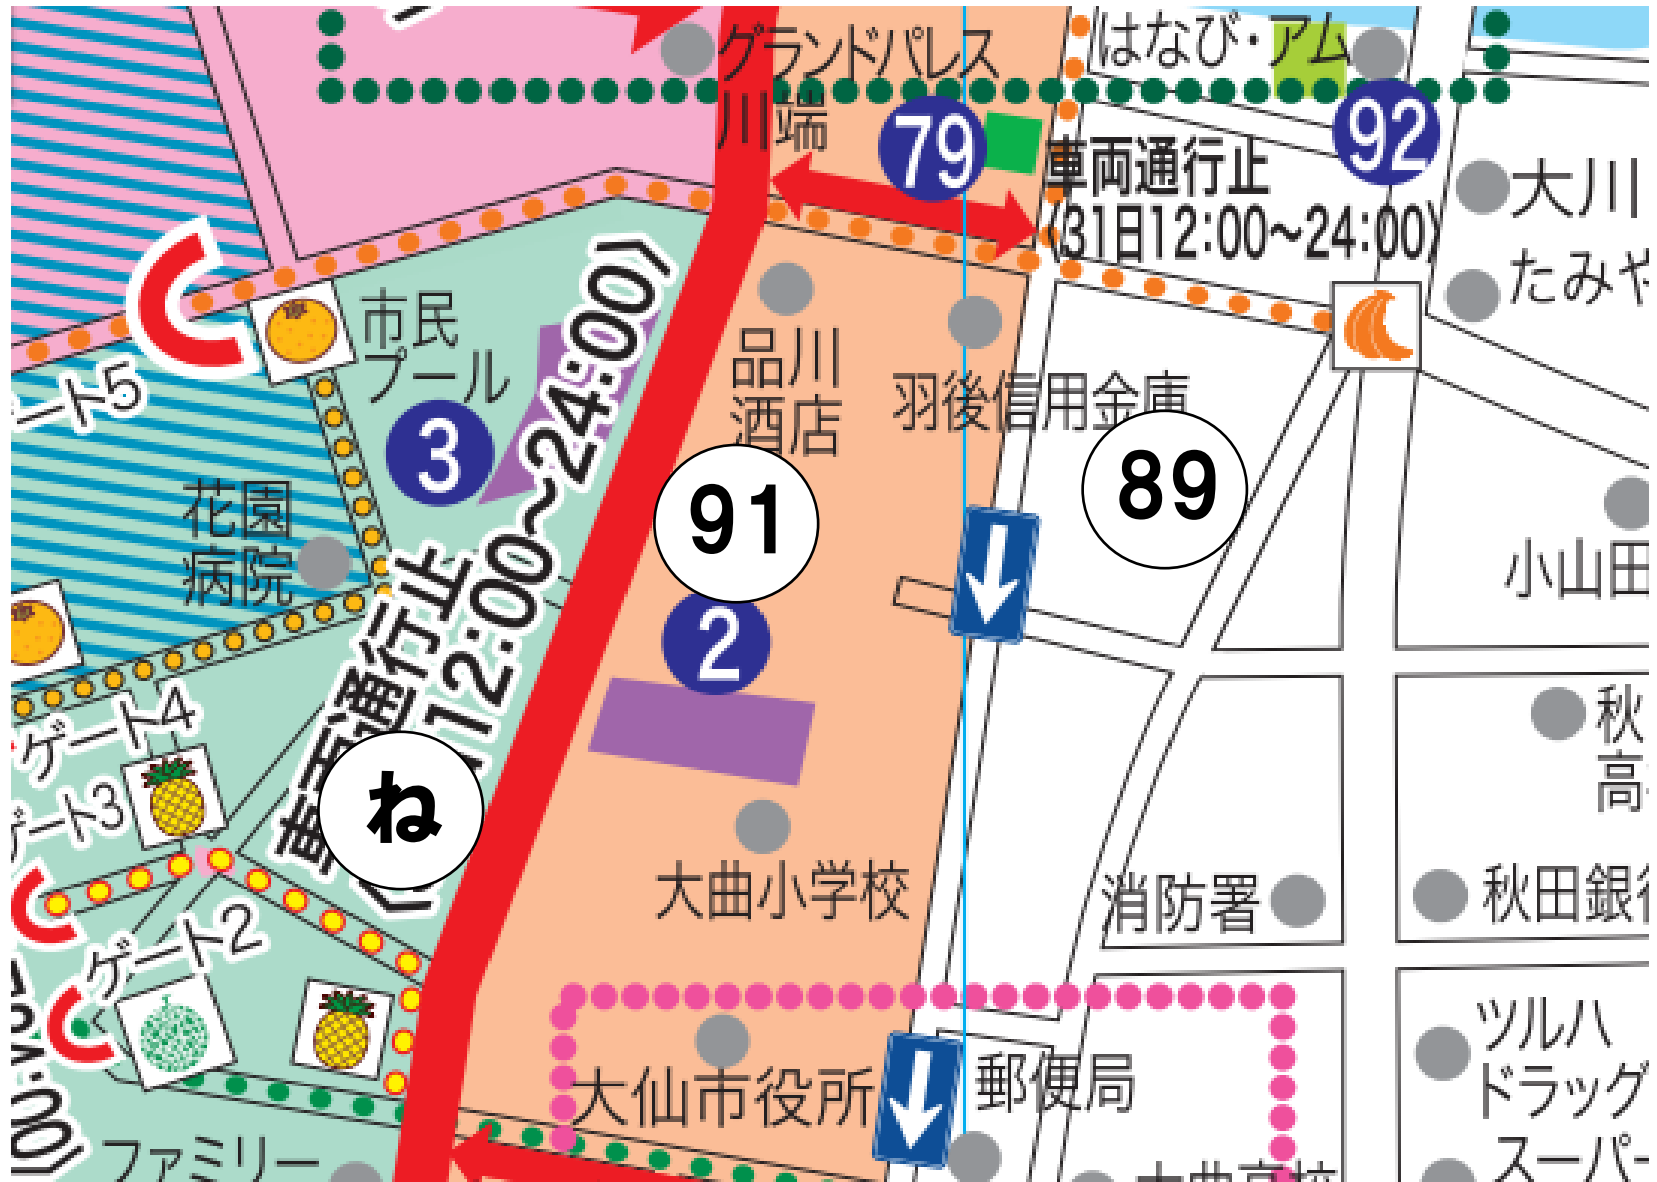 グランドパレス
川端
はなび・アム
79
92
車両通行止
(31日12:00～24:00)
大川
たみや
市民
プール
3
ート5
品川
酒店
羽後信用金庫
91
89
花園
病院
2
車両通行止
12:00～24:00)
小山田
ゲート4
ート3
ね
秋
高
大曲小学校
消防署
秋田銀行
ゲート2
大仙市役所
郵便局
ツルハ
ドラッグ
ファミリー
大曲高校
スーパー